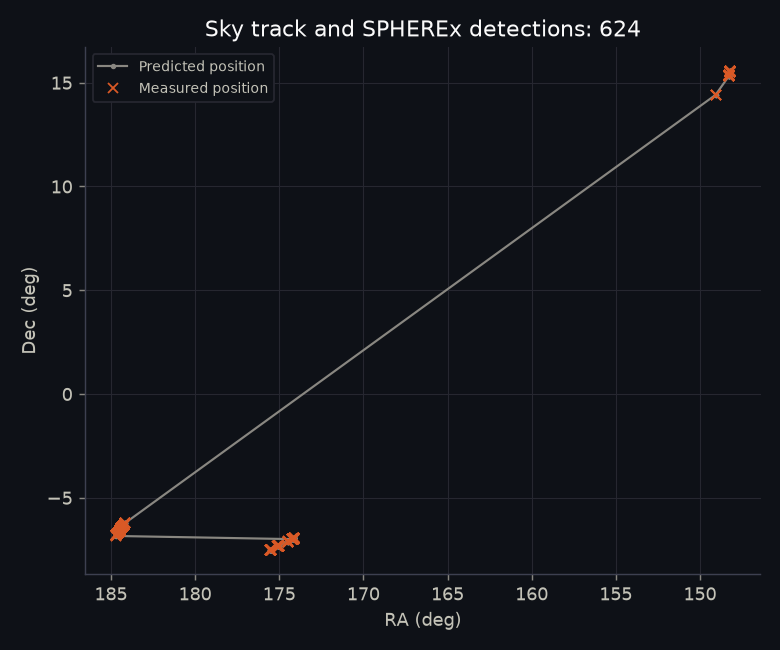 Sky track and SPHEREx detections: 624
Predicted position
Measured position
15
10
5
0
−5
185 180 175 170 165 160 155 150
RA (deg)
Dec (deg)